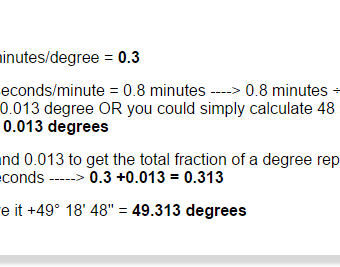 inutes/degree = 0.3
econds/minute = 0.8 minutes ----> 0.8 minutes ÷
0.013 degree OR you could simply calculate 48
0.013 degrees
nd 0.013 to get the total fraction of a degree rep
conds -----> 0.3 +0.013 = 0.313
e it +49° 18' 48" = 49.313 degrees